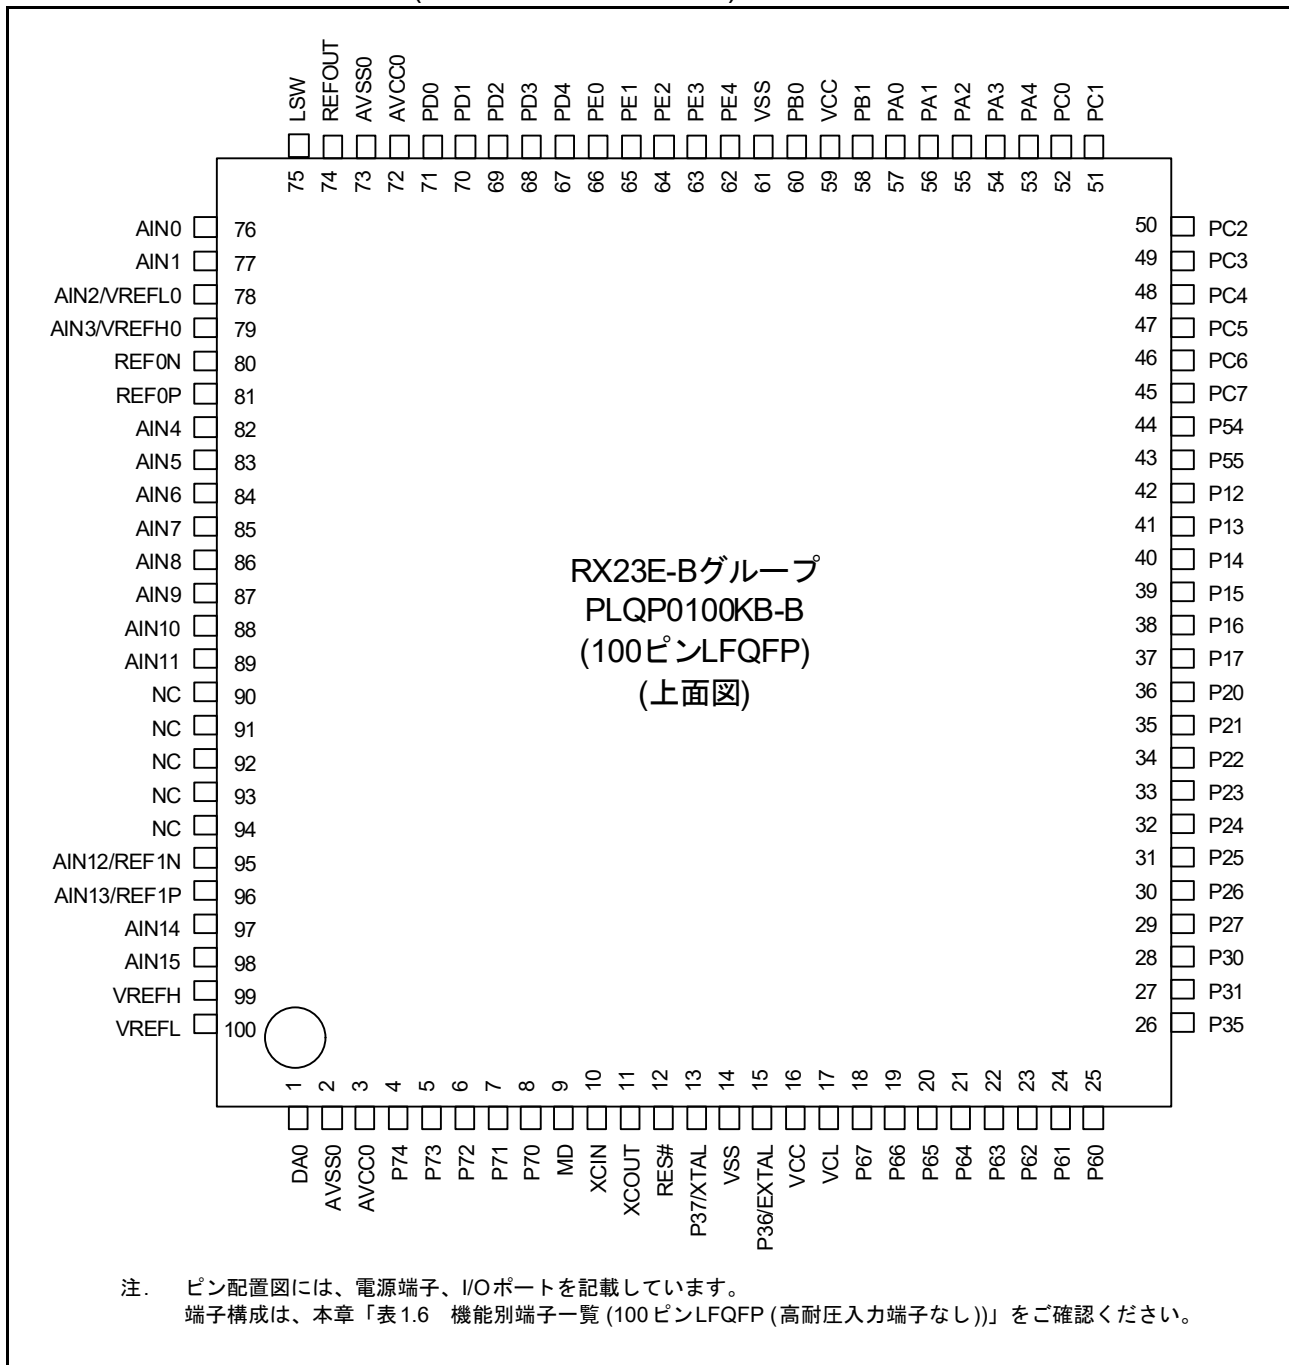 LSW
REFOUT
AVSS0
AVCC0
PD0
PD1
PD2
PD3
PD4
PE0
PE1
PE2
PE3
PE4
VSS
PB0
VCC
PB1
PA0
PA1
PA2
PA3
PA4
PC0
PC1
75
74
73
72
71
70
69
68
67
66
65
64
63
62
61
60
59
58
57
56
55
54
53
52
51
AIN0 76
AIN1 77
AIN2/VREFL0 78
AIN3/VREFH0 79
REF0N 80
REF0P 81
AIN4 82
AIN5 83
AIN6 84
AIN7 85
AIN8 86
AIN9 87
AIN10 88
AIN11 89
NC 90
NC 91
NC 92
NC 93
NC 94
AIN12/REF1N 95
AIN13/REF1P 96
AIN14 97
AIN15 98
VREFH 99
VREFL 100
RX23E-Bグループ
PLQP0100KB-B
(100ピンLFQFP)
(上面図)
50 PC2
49 PC3
48 PC4
47 PC5
46 PC6
45 PC7
44 P54
43 P55
42 P12
41 P13
40 P14
39 P15
38 P16
37 P17
36 P20
35 P21
34 P22
33 P23
32 P24
31 P25
30 P26
29 P27
28 P30
27 P31
26 P35
1
2
3
4
5
6
7
8
9
10
11
12
13
14
15
16
17
18
19
20
21
22
23
24
25
DA0
AVSS0
AVCC0
P74
P73
P72
P71
P70
MD
XCIN
XCOUT
RES#
P37/XTAL
VSS
P36/EXTAL
VCC
VCL
P67
P66
P65
P64
P63
P62
P61
P60
注. ピン配置図には、電源端子、I/Oポートを記載しています。
端子構成は、本章「表1.6 機能別端子一覧 (100ピンLFQFP (高耐圧入力端子なし))」をご確認ください。